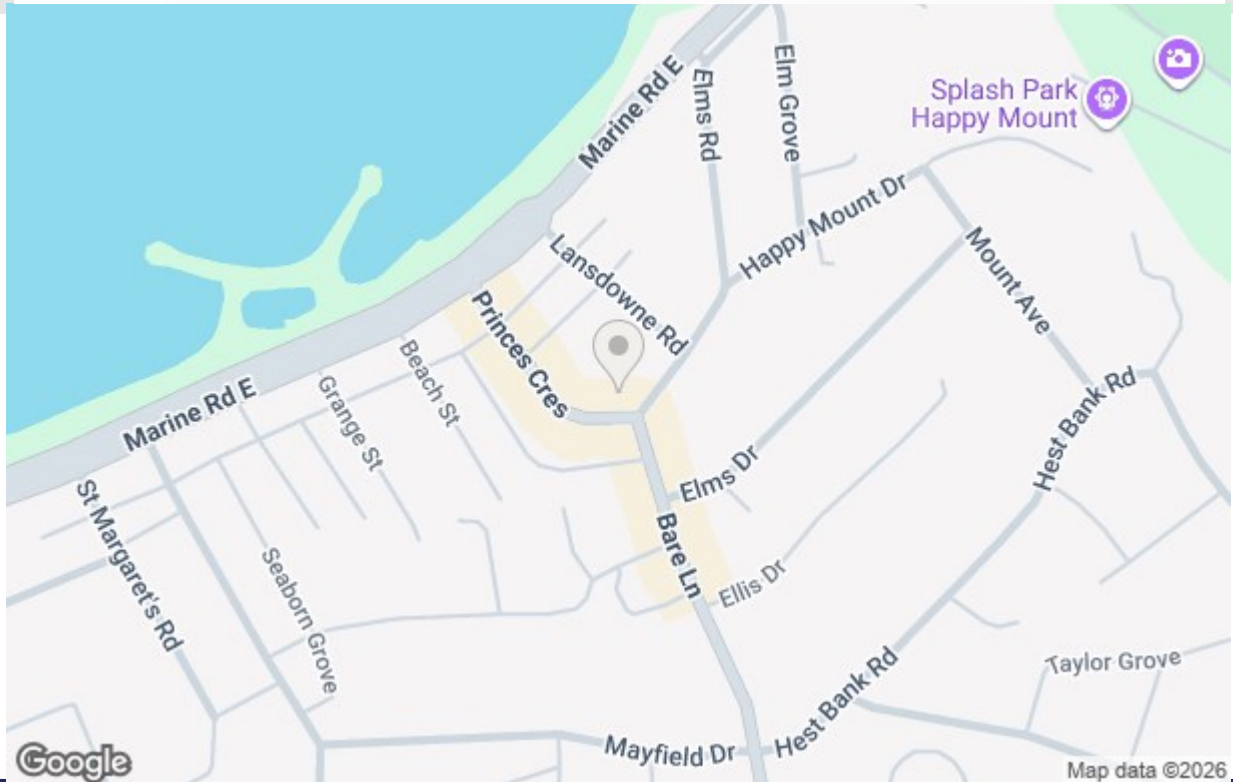 Marine Rd E
Elms Rd
Elm Grove
Splash Park
Happy Mount
Happy Mount Dr
Lansdowne Rd
Mount Ave
Princes Cres
Beach St
Grange St
Marine Rd E
Hest Bank Rd
Elms Dr
St Margaret's Rd
Bare Ln
Seaborn Grove
Ellis Dr
Taylor Grove
Hest Bank Rd
Mayfield Dr
Google
Map data ©2026